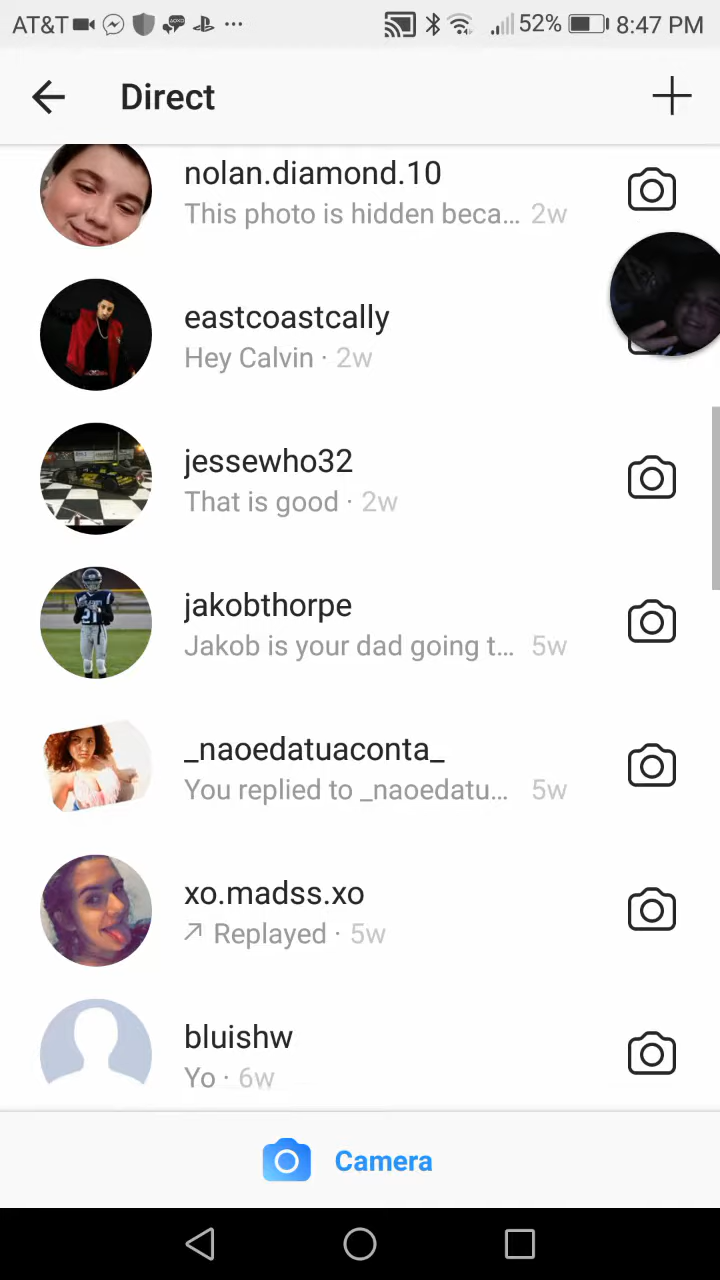 AT&T 52% 8:47 PM
Direct
nolan.diamond.10
This photo is hidden beca... 2w
eastcoastcally
Hey Calvin · 2w
jessewho32
That is good · 2w
jakobthorpe
Jakob is your dad going t... 5w
_naoedatuaconta_
You replied to _naoedatu... 5w
xo.madss.xo
Replayed · 5w
bluishw
Yo · 6w
Camera